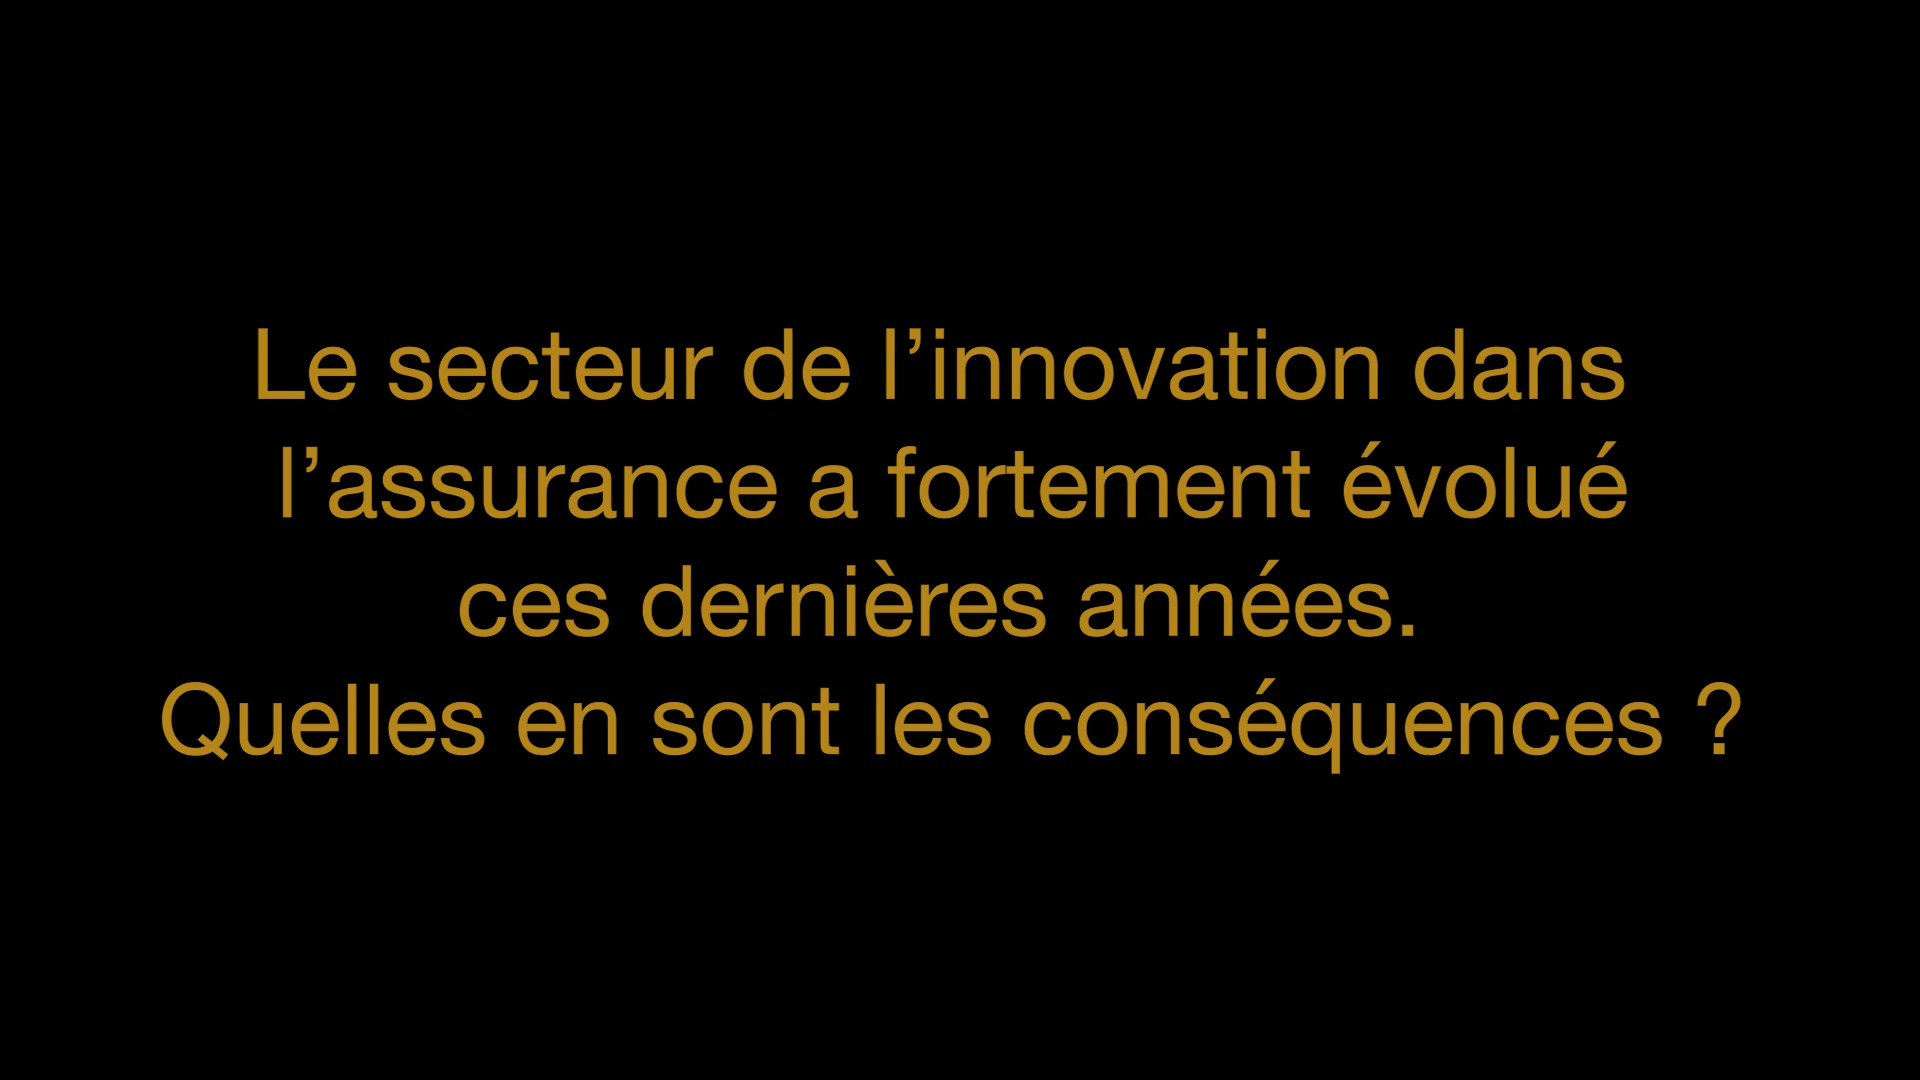 Le secteur de l’innovation dans
l’assurance a fortement évolué
ces dernières années.
Quelles en sont les conséquences ?